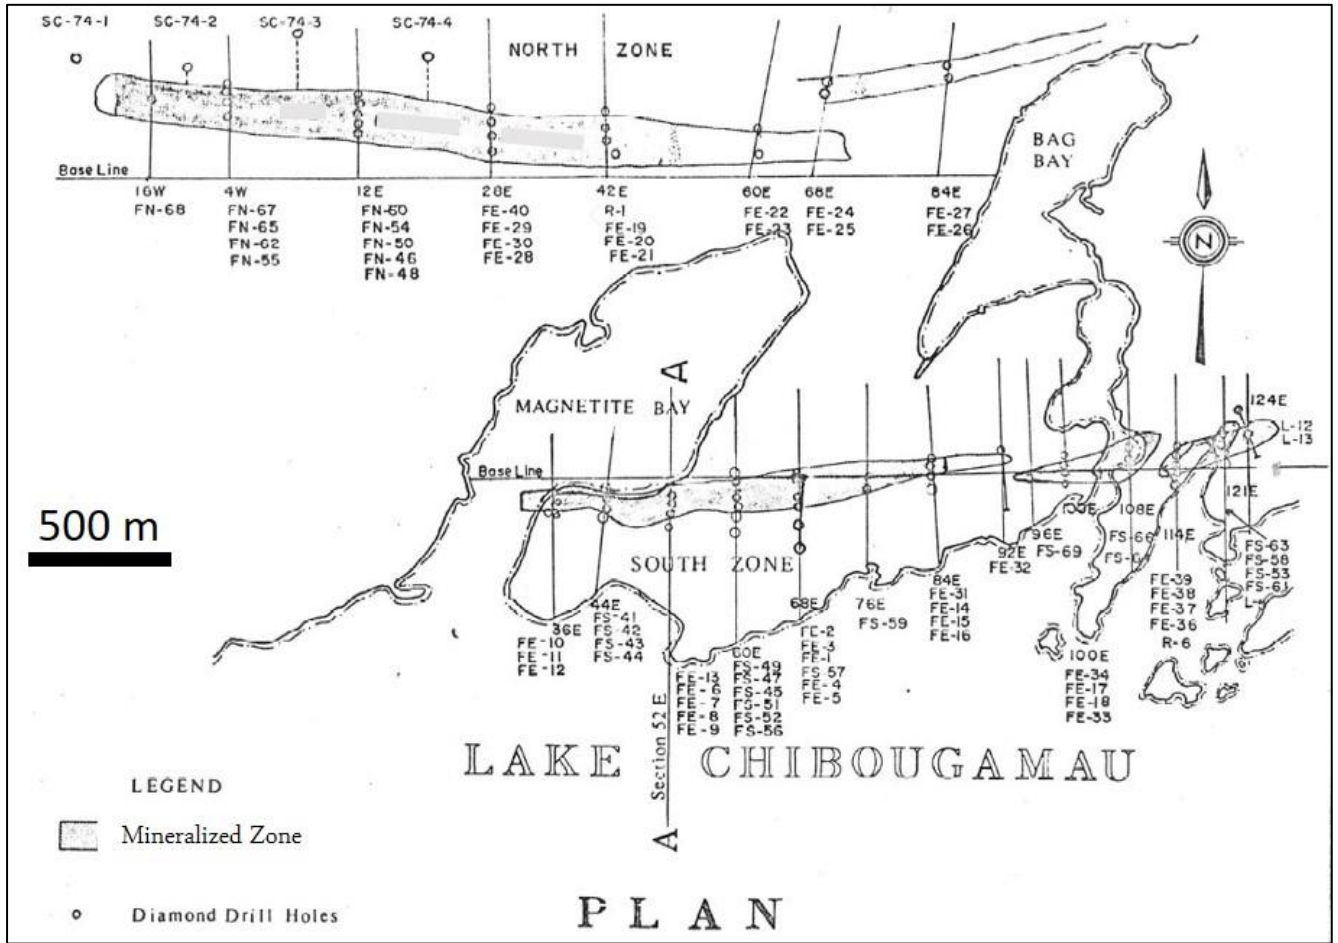 SC-74-1 SC-74-2 SC-74-3 SC-74-4
NORTH ZONE
BAG
BAY
Base Line
16W 4W 12E 20E 42E 60E 68E 84E
FN-68 FN-67 FN-60 FE-40 R-1 FE-22 FE-24 FE-27
FN-65 FN-54 FE-29 FE-19 FE-23 FE-25 FE-26
FN-62 FN-50 FE-30 FE-20
FN-55 FN-46 FE-28 FE-21
FN-48
N
A
MAGNETITE BAY
124E
L-12
L-13
Base Line
500 m
121E
100E 108E
96E FS-66 114E
92E FS-69
FE-32
SOUTH ZONE
FS-63
FS-58
FS-53
FS-61
36E
FE-10
FE-11
FE-12
44E
FS-41
FS-42
FS-43
FS-44
FE-13
FE-6
FE-7
FE-8
FE-9
FS-49
FS-47
FS-45
FS-51
FS-52
FS-56
68E
FE-2
FE-3
FE-1
FS-57
FE-4
FE-5
76E
FS-59
84E
FE-31
FE-14
FE-15
FE-16
100E
FE-34
FE-17
FE-18
FE-33
FE-39
FE-38
FE-37
FE-36
R-6
Section 52E
LAKE CHIBOUGAMAU
A
LEGEND
Mineralized Zone
Diamond Drill Holes
PLAN